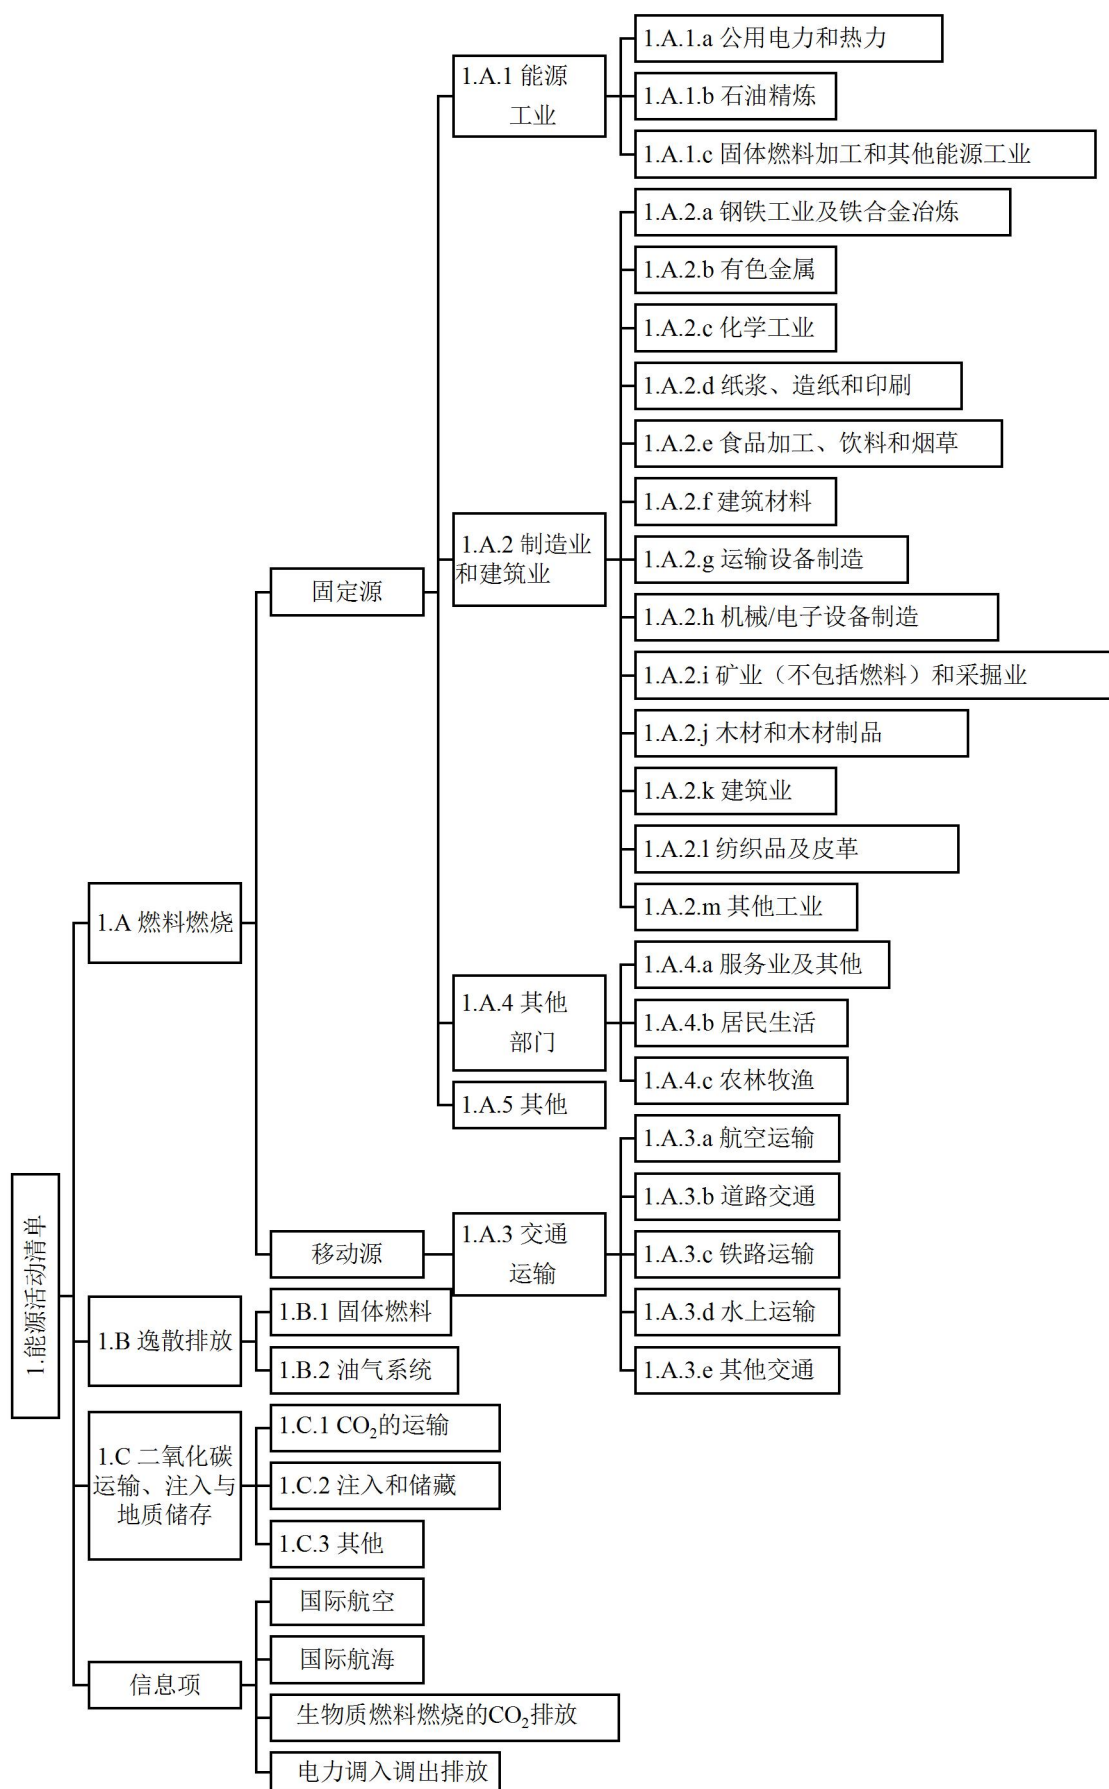 1.能源活动清单
1.A 燃料燃烧
固定源
1.A.1 能源
工业
1.A.1.a 公用电力和热力
1.A.1.b 石油精炼
1.A.1.c 固体燃料加工和其他能源工业
1.A.2 制造业
和建筑业
1.A.2.a 钢铁工业及铁合金冶炼
1.A.2.b 有色金属
1.A.2.c 化学工业
1.A.2.d 纸浆、造纸和印刷
1.A.2.e 食品加工、饮料和烟草
1.A.2.f 建筑材料
1.A.2.g 运输设备制造
1.A.2.h 机械/电子设备制造
1.A.2.i 矿业（不包括燃料）和采掘业
1.A.2.j 木材和木材制品
1.A.2.k 建筑业
1.A.2.l 纺织品及皮革
1.A.2.m 其他工业
1.A.4 其他
部门
1.A.4.a 服务业及其他
1.A.4.b 居民生活
1.A.4.c 农林牧渔
1.A.5 其他
移动源
1.A.3 交通
运输
1.A.3.a 航空运输
1.A.3.b 道路交通
1.A.3.c 铁路运输
1.A.3.d 水上运输
1.A.3.e 其他交通
1.B 逸散排放
1.B.1 固体燃料
1.B.2 油气系统
1.C 二氧化碳
运输、注入与
地质储存
1.C.1 CO₂的运输
1.C.2 注入和储藏
1.C.3 其他
信息项
国际航空
国际航海
生物质燃料燃烧的CO₂排放
电力调入调出排放